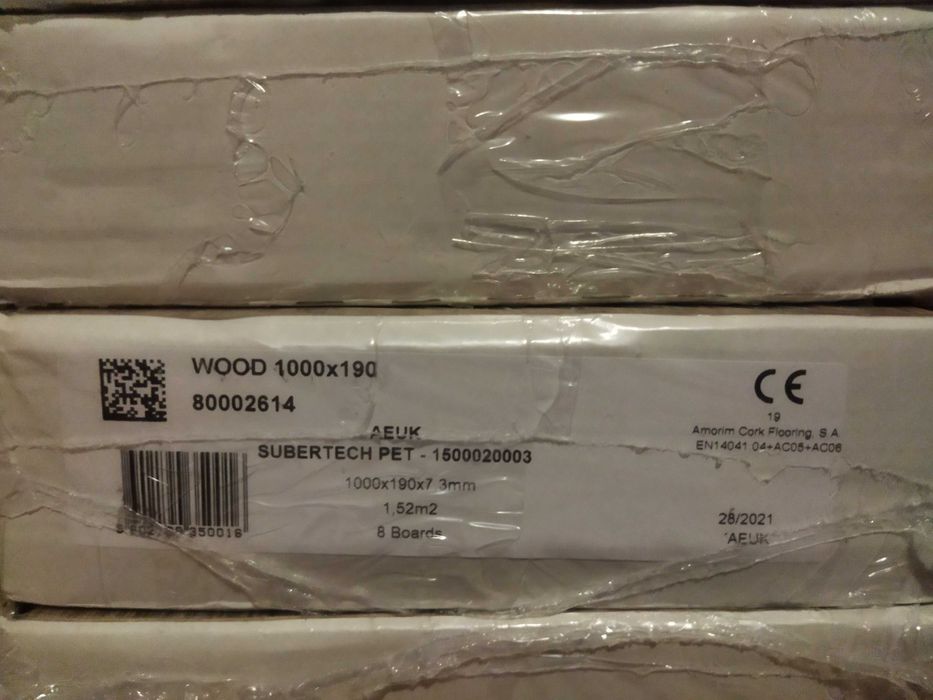 WOOD 1000x190
80002614
AEUK
SUBERTECH PET - 1500020003
1000x190x7.3mm
1,52m2
8 Boards
CE
19
Amorim Cork Flooring, S.A.
EN14041:04+AC05+AC06
28/2021
AEUK